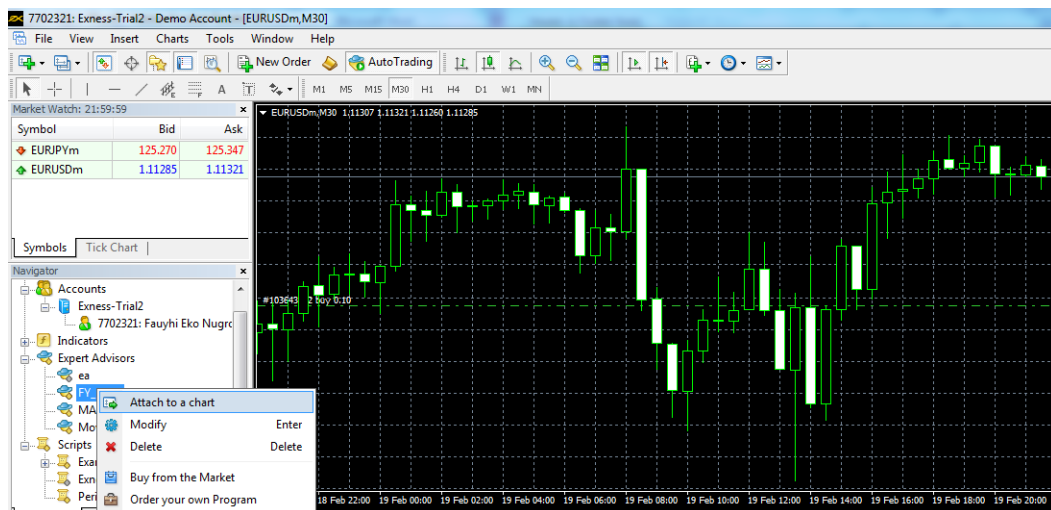 7702321: Exness-Trial2 - Demo Account - [EURUSDm,M30]
File View Insert Charts Tools Window Help
New Order AutoTrading
A T M1 M5 M15 M30 H1 H4 D1 W1 MN
Market Watch: 21:59:59 x
Symbol Bid Ask
EURJPYm 125.270 125.347
EURUSDm 1.11285 1.11321
Symbols Tick Chart
EURUSDm,M30 1.11307 1.11321 1.11260 1.11285
Navigator x
Accounts
Exness-Trial2
7702321: Fauyhi Eko Nugro
Indicators
Expert Advisors
ea
FY_
MA
Mo
Scripts
Exa
Exn
Peri
Attach to a chart
Modify Enter
Delete Delete
Buy from the Market
Order your own Program
buy 0.10
18 Feb 22:00 19 Feb 00:00 19 Feb 02:00 19 Feb 04:00 19 Feb 06:00 19 Feb 08:00 19 Feb 10:00 19 Feb 12:00 19 Feb 14:00 19 Feb 16:00 19 Feb 18:00 19 Feb 20:00